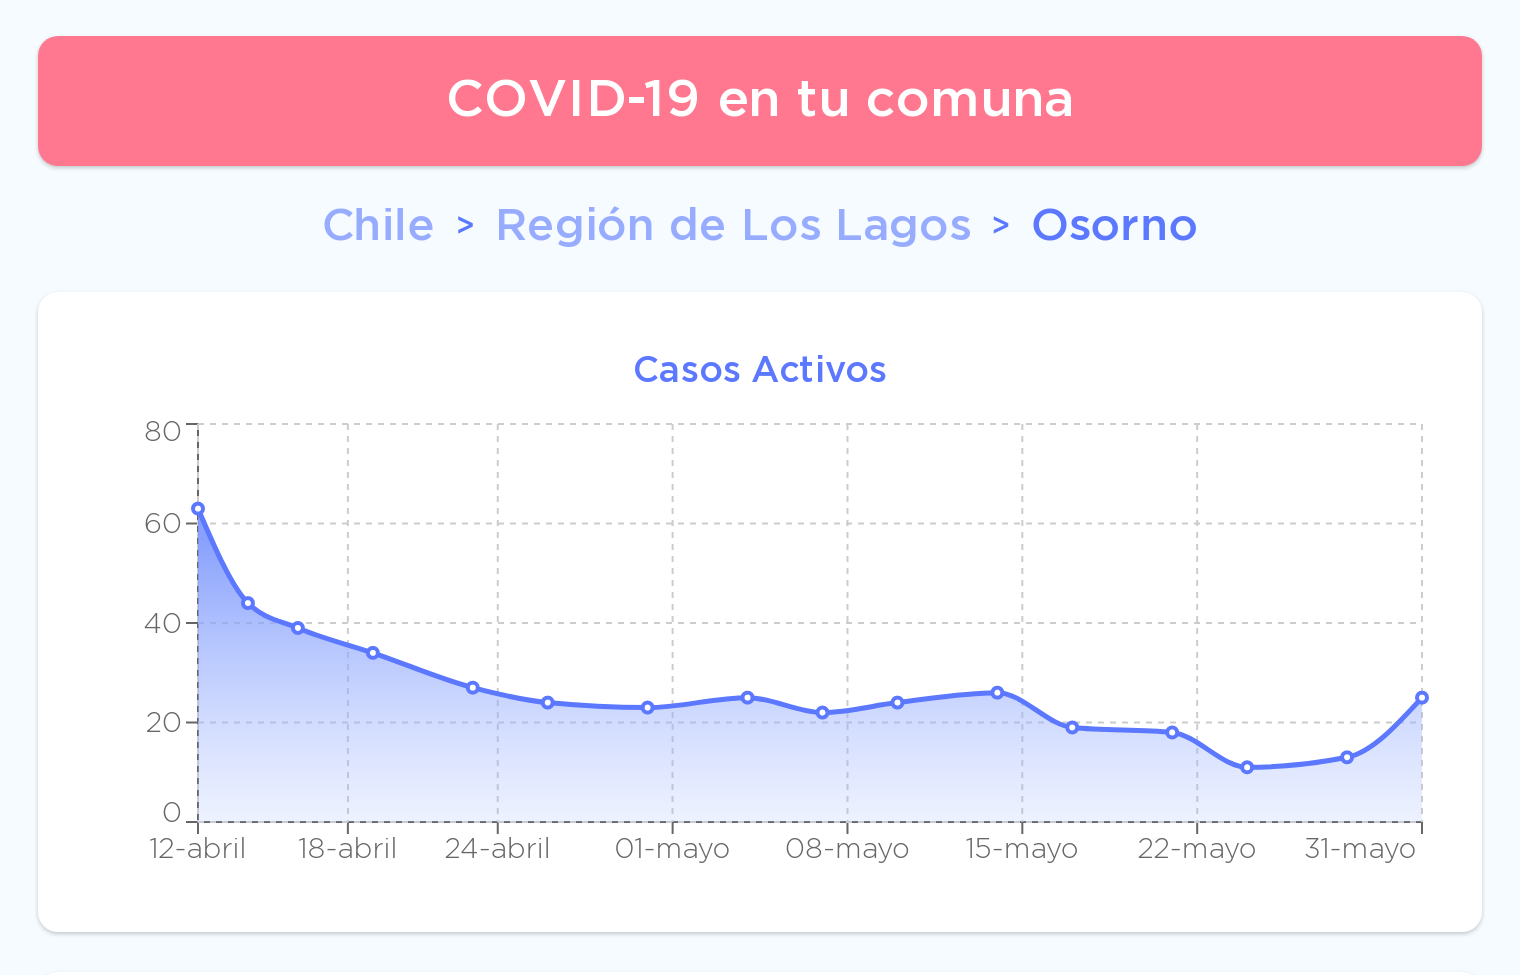 COVID-19 en tu comuna
Chile > Región de Los Lagos > Osorno
Casos Activos
80
60
40
20
0
12-abril 18-abril 24-abril 01-mayo 08-mayo 15-mayo 22-mayo 31-mayo